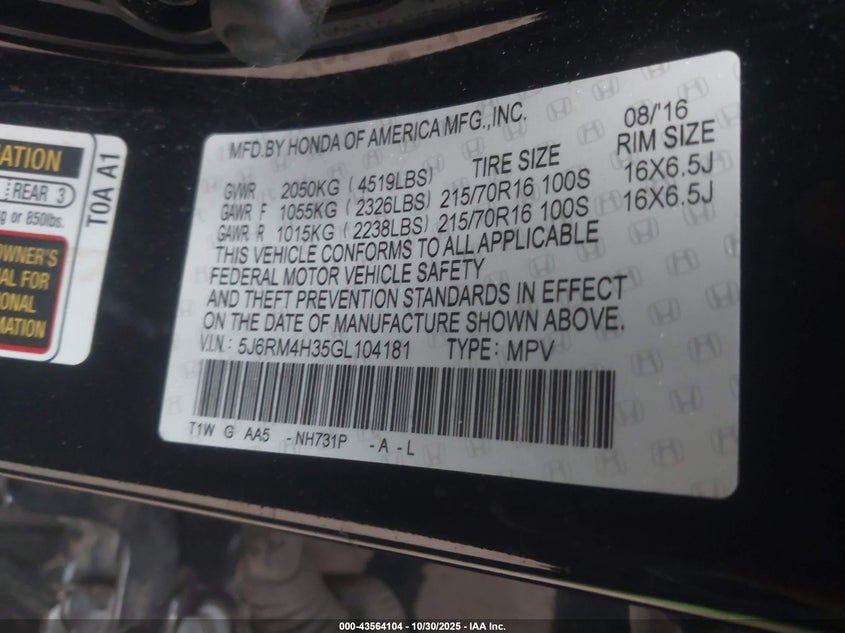 ATION
REAR 3
g or 850lbs.
OWNER'S
AL FOR
IONAL
MATION
T0A A1
MFD.BY HONDA OF AMERICA MFG.,INC. 08/'16
TIRE SIZE RIM SIZE
GVWR 2050KG (4519LBS)
GAWR F 1055KG (2326LBS) 215/70R16 100S 16X6.5J
GAWR R 1015KG (2238LBS) 215/70R16 100S 16X6.5J
THIS VEHICLE CONFORMS TO ALL APPLICABLE
FEDERAL MOTOR VEHICLE SAFETY
AND THEFT PREVENTION STANDARDS IN EFFECT
ON THE DATE OF MANUFACTURE SHOWN ABOVE.
V.I.N.: 5J6RM4H35GL104181 TYPE: MPV
T1W G AA5 -NH731P -A -L
000-43564104 - 10/30/2025 - IAA Inc.